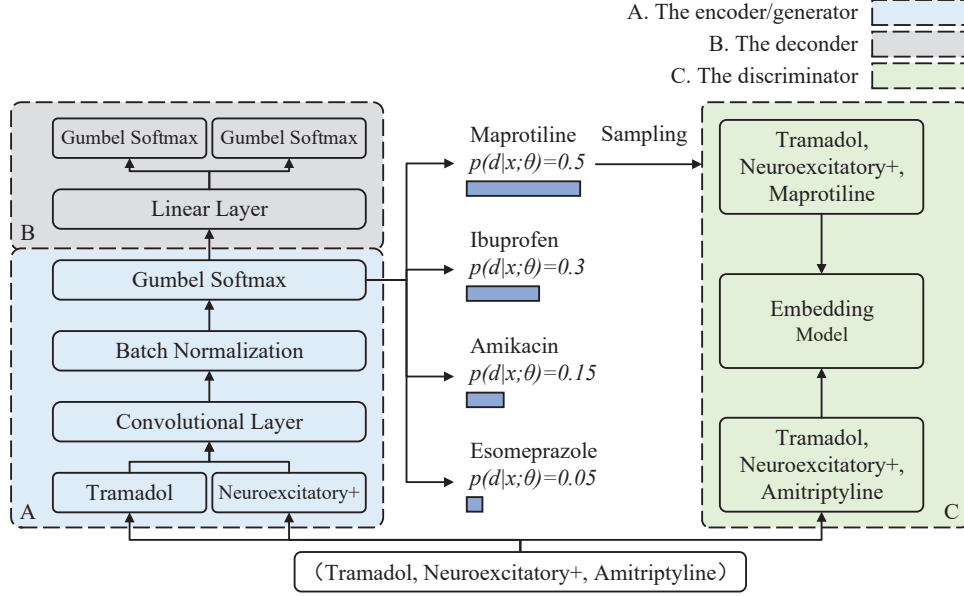 A. The encoder/generator
B. The deconder
C. The discriminator
Gumbel Softmax
Gumbel Softmax
Linear Layer
B
Gumbel Softmax
Batch Normalization
Convolutional Layer
Tramadol
Neuroexcitatory+
A
Maprotiline
p(d|x;θ)=0.5
Sampling
Ibuprofen
p(d|x;θ)=0.3
Amikacin
p(d|x;θ)=0.15
Esomeprazole
p(d|x;θ)=0.05
Tramadol,
Neuroexcitatory+,
Maprotiline
Embedding
Model
Tramadol,
Neuroexcitatory+,
Amitriptyline
C
（Tramadol, Neuroexcitatory+, Amitriptyline）